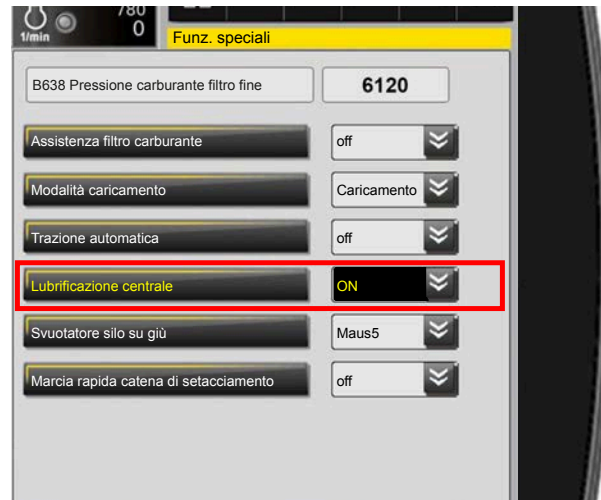 780
1/min 0
Funz. speciali
B638 Pressione carburante filtro fine 6120
Assistenza filtro carburante off
Modalità caricamento Caricamento
Trazione automatica off
Lubrificazione centrale ON
Svuotatore silo su giù Maus5
Marcia rapida catena di setacciamento off